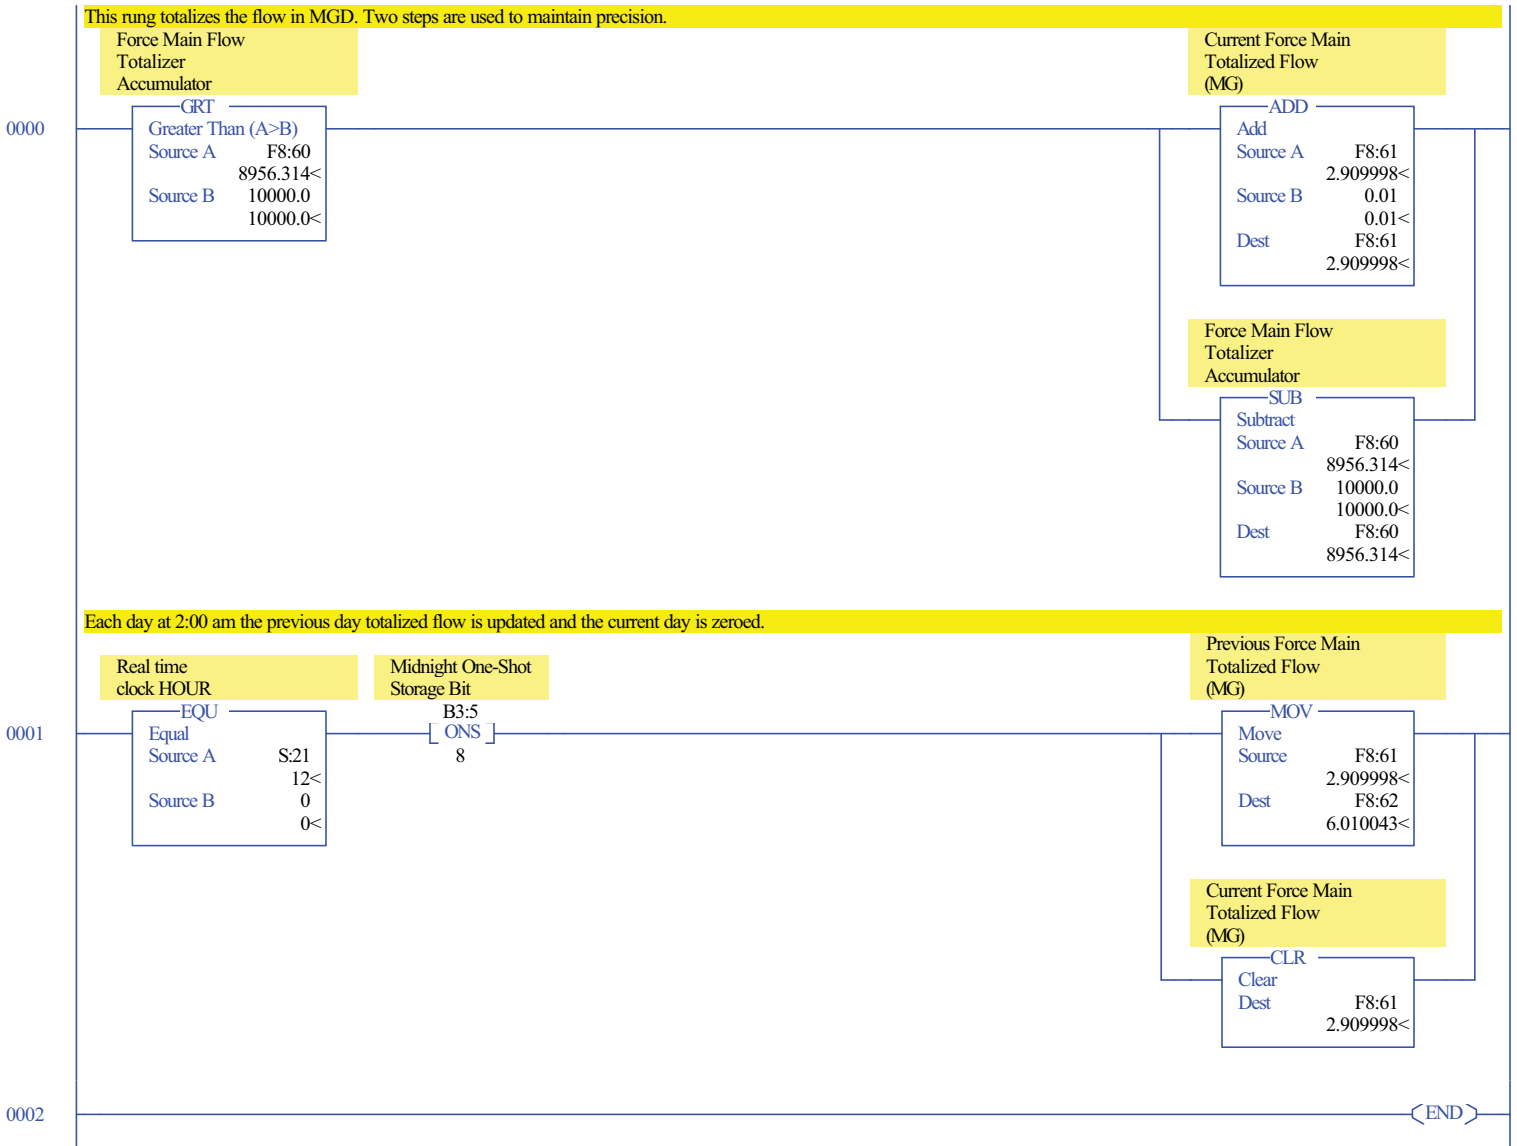 This rung totalizes the flow in MGD. Two steps are used to maintain precision.
Force Main Flow
Totalizer
Accumulator
GRT
Greater Than (A>B)
Source A F8:60
8956.314<
Source B 10000.0
10000.0<
0000
Current Force Main
Totalized Flow
(MG)
ADD
Add
Source A F8:61
2.909998<
Source B 0.01
0.01<
Dest F8:61
2.909998<
Force Main Flow
Totalizer
Accumulator
SUB
Subtract
Source A F8:60
8956.314<
Source B 10000.0
10000.0<
Dest F8:60
8956.314<
Each day at 2:00 am the previous day totalized flow is updated and the current day is zeroed.
Real time
clock HOUR
EQU
Equal
Source A S:21
12<
Source B 0
0<
0001
Midnight One-Shot
Storage Bit
B3:5
ONS
8
Previous Force Main
Totalized Flow
(MG)
MOV
Move
Source F8:61
2.909998<
Dest F8:62
6.010043<
Current Force Main
Totalized Flow
(MG)
CLR
Clear
Dest F8:61
2.909998<
0002
END